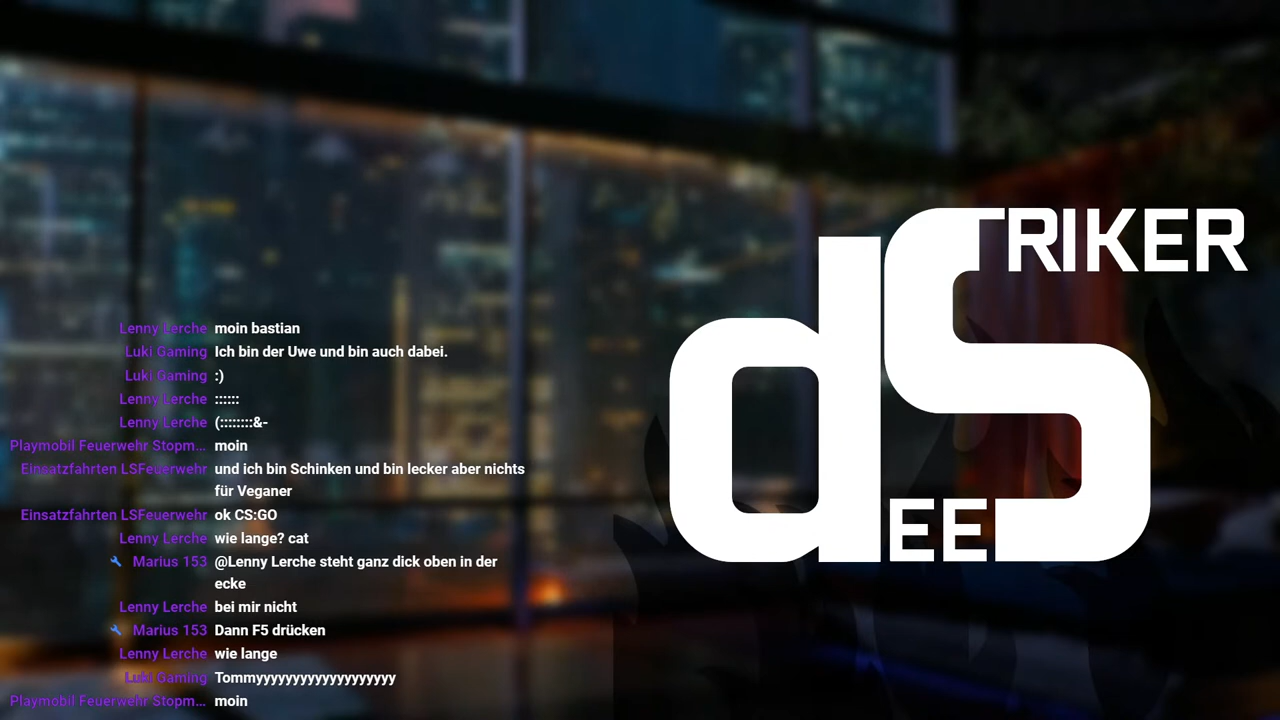 Lenny Lerche moin bastian
Luki Gaming Ich bin der Uwe und bin auch dabei.
Luki Gaming :)
Lenny Lerche ::::::
Lenny Lerche (::::::::&-
Playmobil Feuerwehr Stopm... moin
Einsatzfahrten LSFeuerwehr und ich bin Schinken und bin lecker aber nichts
für Veganer
Einsatzfahrten LSFeuerwehr ok CS:GO
Lenny Lerche wie lange? cat
Marius 153 @Lenny Lerche steht ganz dick oben in der
ecke
Lenny Lerche bei mir nicht
Marius 153 Dann F5 drücken
Lenny Lerche wie lange
Luki Gaming Tommyyyyyyyyyyyyyyyyyyy
Playmobil Feuerwehr Stopm... moin
dEE
STRIKER